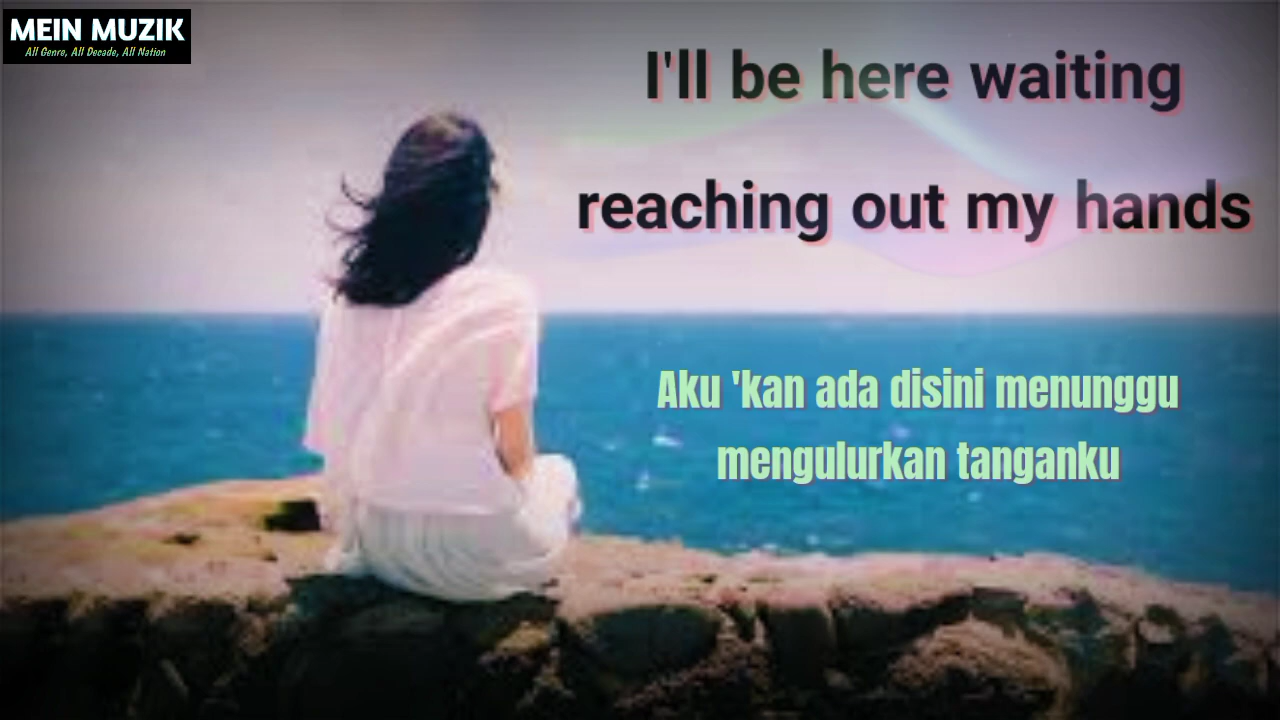 MEIN MUZIK
All Genre, All Decade, All Nation
I'll be here waiting
reaching out my hands
Aku 'kan ada disini menunggu
mengulurkan tanganku